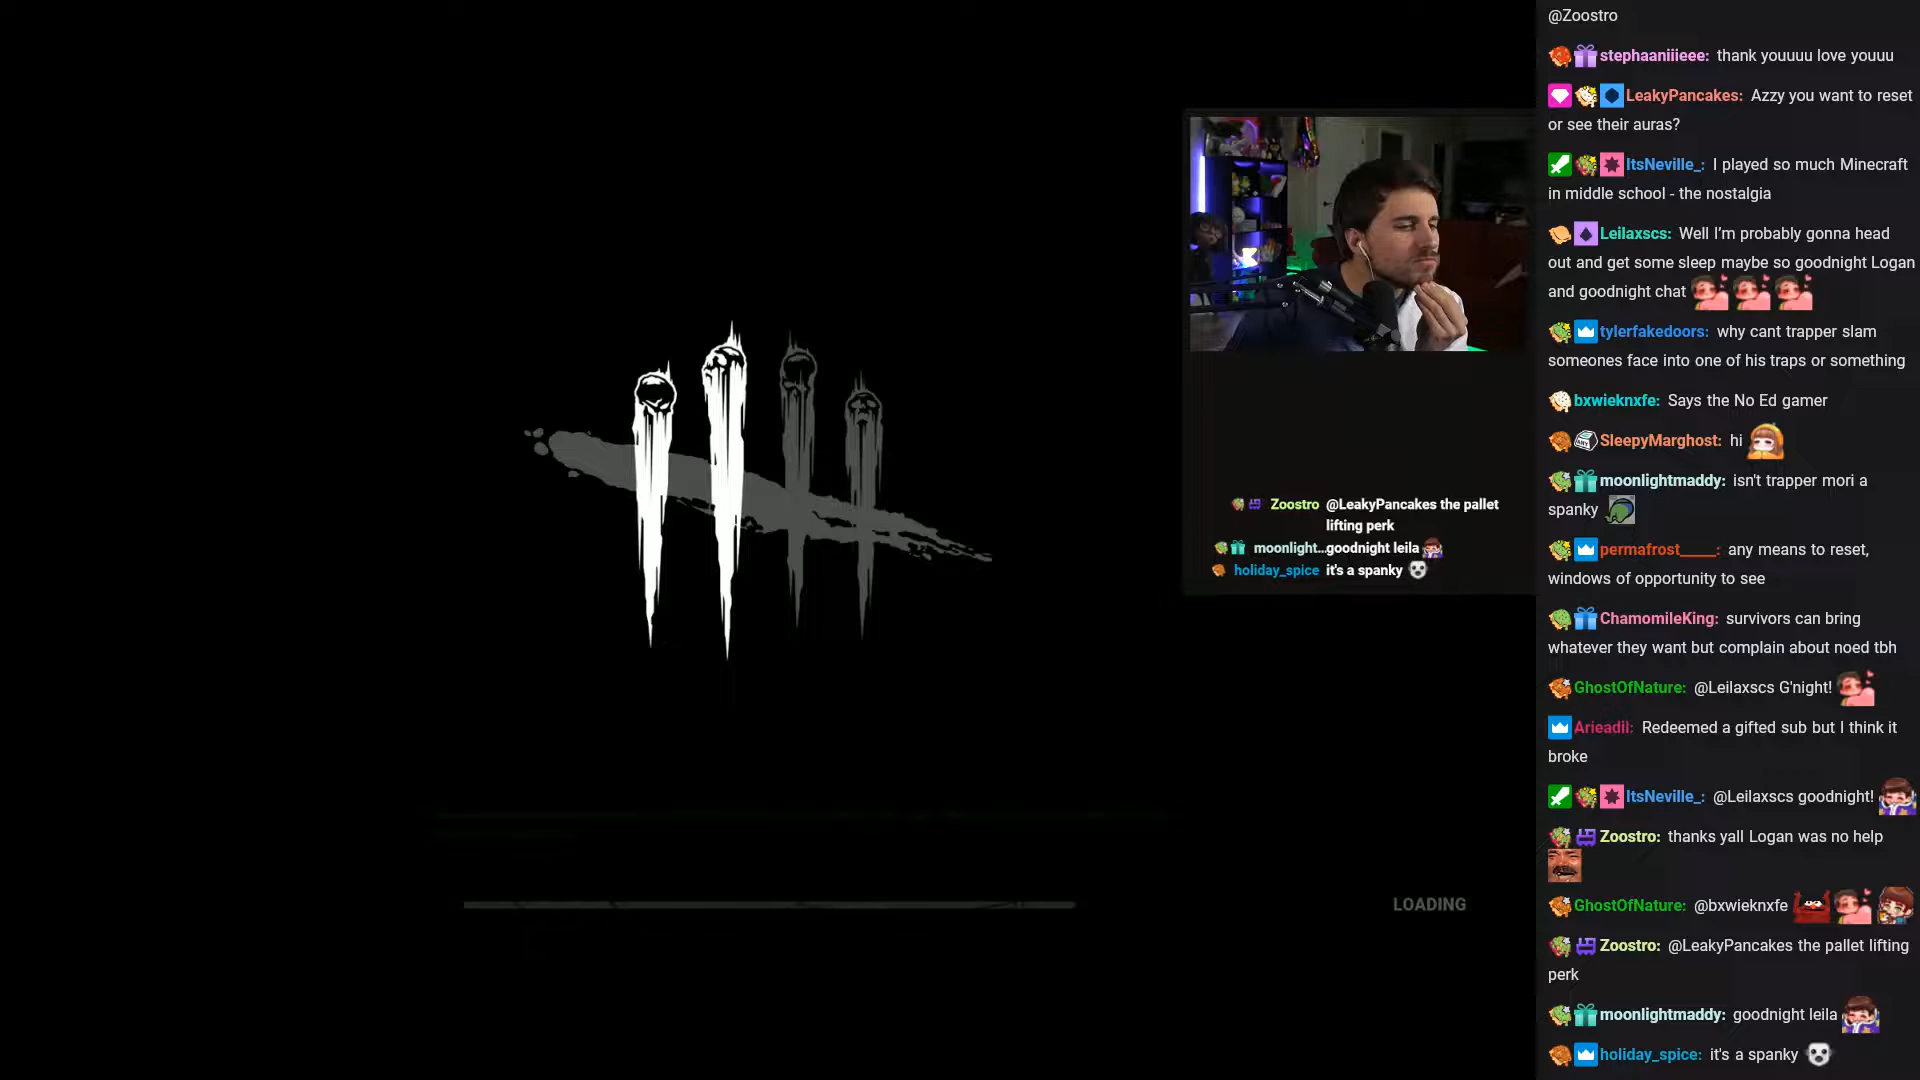 @Zoostro
stephaaniiieee: thank youuuu love youuu
LeakyPancakes: Azzy you want to reset
or see their auras?
ItsNeville_: I played so much Minecraft
in middle school - the nostalgia
Leilaxscs: Well I’m probably gonna head
out and get some sleep maybe so goodnight Logan
and goodnight chat
tylerfakedoors: why cant trapper slam
someones face into one of his traps or something
bxwieknxfe: Says the No Ed gamer
SleepyMarghost: hi
moonlightmaddy: isn't trapper mori a
spanky
permafrost_____: any means to reset,
windows of opportunity to see
ChamomileKing: survivors can bring
whatever they want but complain about noed tbh
GhostOfNature: @Leilaxscs G'night!
Arieadil: Redeemed a gifted sub but I think it
broke
ItsNeville_: @Leilaxscs goodnight!
Zoostro: thanks yall Logan was no help
GhostOfNature: @bxwieknxfe
Zoostro: @LeakyPancakes the pallet lifting
perk
moonlightmaddy: goodnight leila
holiday_spice: it's a spanky
Zoostro @LeakyPancakes the pallet
lifting perk
moonlight... goodnight leila
holiday_spice it's a spanky
LOADING